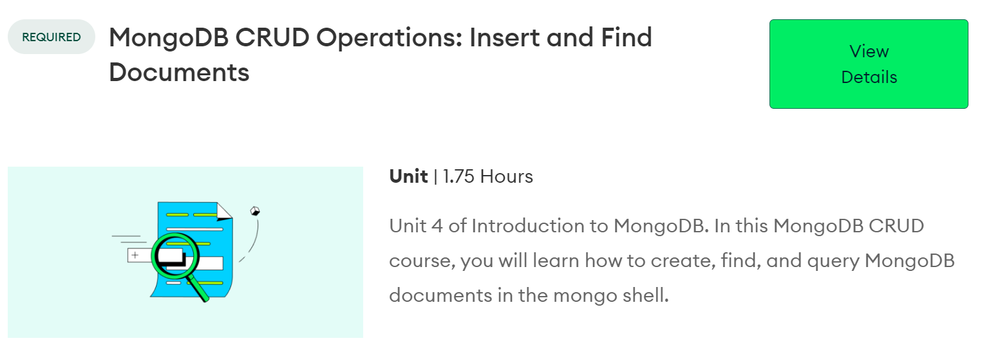 REQUIRED
MongoDB CRUD Operations: Insert and Find
Documents
View
Details
Unit | 1.75 Hours
Unit 4 of Introduction to MongoDB. In this MongoDB CRUD
course, you will learn how to create, find, and query MongoDB
documents in the mongo shell.